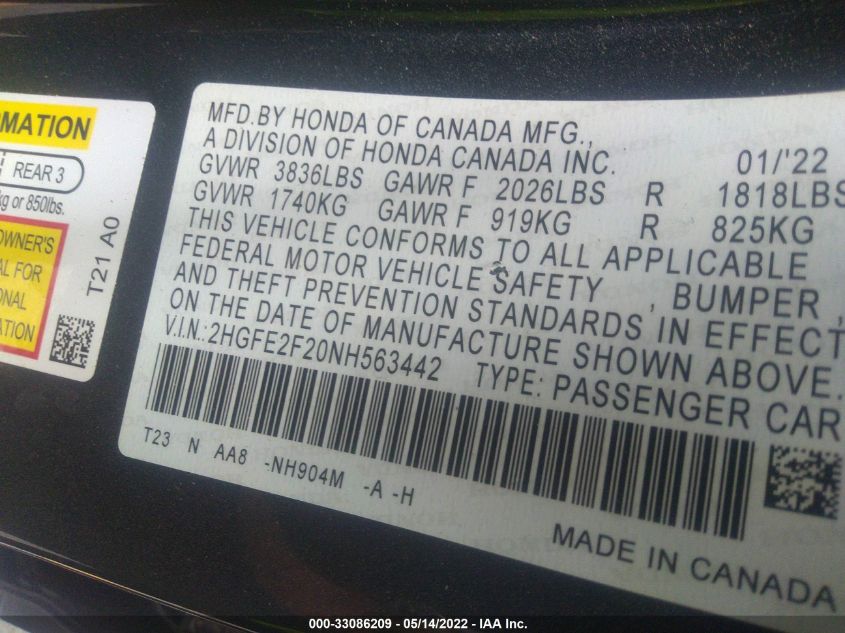 MATION
REAR 3
kg or 850lbs.
OWNER'S
AL FOR
ONAL
ATION
T21 A0
MFD.BY HONDA OF CANADA MFG.,
A DIVISION OF HONDA CANADA INC. 01/'22
GVWR 3836LBS GAWR F 2026LBS R 1818LBS
GVWR 1740KG GAWR F 919KG R 825KG
THIS VEHICLE CONFORMS TO ALL APPLICABLE
FEDERAL MOTOR VEHICLE SAFETY , BUMPER ,
AND THEFT PREVENTION STANDARDS IN EFFECT
ON THE DATE OF MANUFACTURE SHOWN ABOVE.
V.I.N.:2HGFE2F20NH563442 TYPE: PASSENGER CAR
T23 N AA8 -NH904M -A -H
MADE IN CANADA
000-33086209 - 05/14/2022 - IAA Inc.